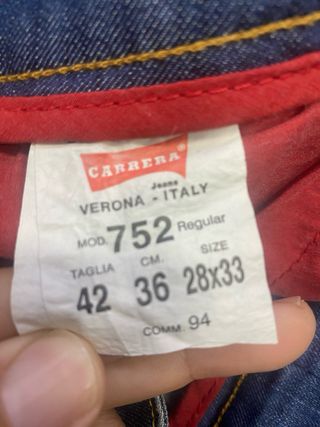 CARRERA®
Jeans
VERONA - ITALY
MOD. 752 Regular
TAGLIA CM. SIZE
42 36 28x33
COMM. 94